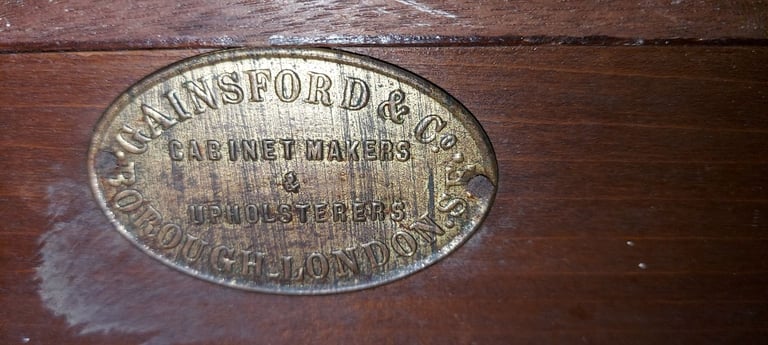 GAINSFORD & Co.
CABINET MAKERS
&
UPHOLSTERERS
BOROUGH. LONDON. S.E.